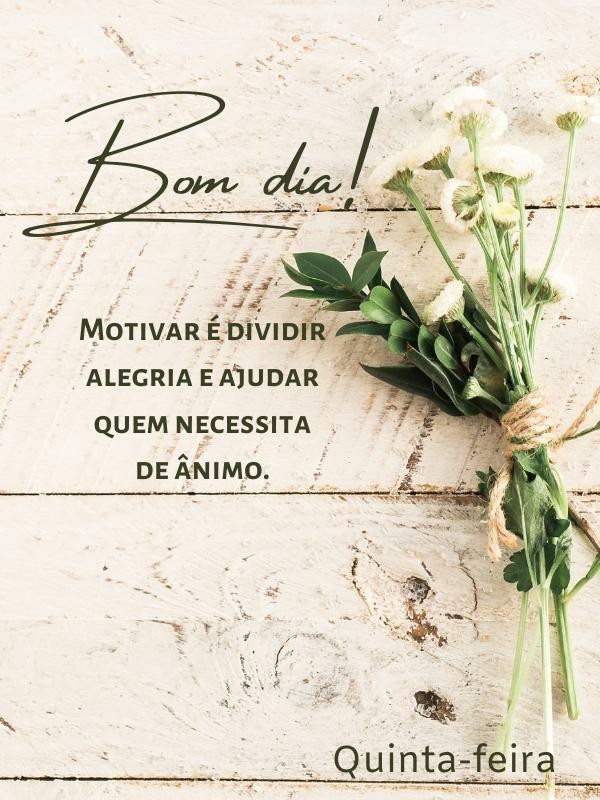 Bom dia!
Motivar é dividir
alegria e ajudar
quem necessita
de ânimo.
Quinta-feira